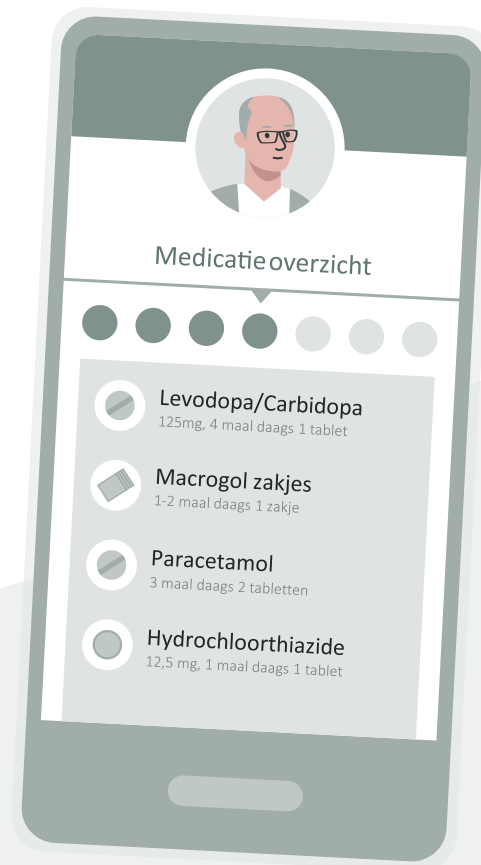 Medicatie overzicht
Levodopa/Carbidopa
125mg, 4 maal daags 1 tablet
Macrogol zakjes
1-2 maal daags 1 zakje
Paracetamol
3 maal daags 2 tabletten
Hydrochloorthiazide
12,5 mg, 1 maal daags 1 tablet